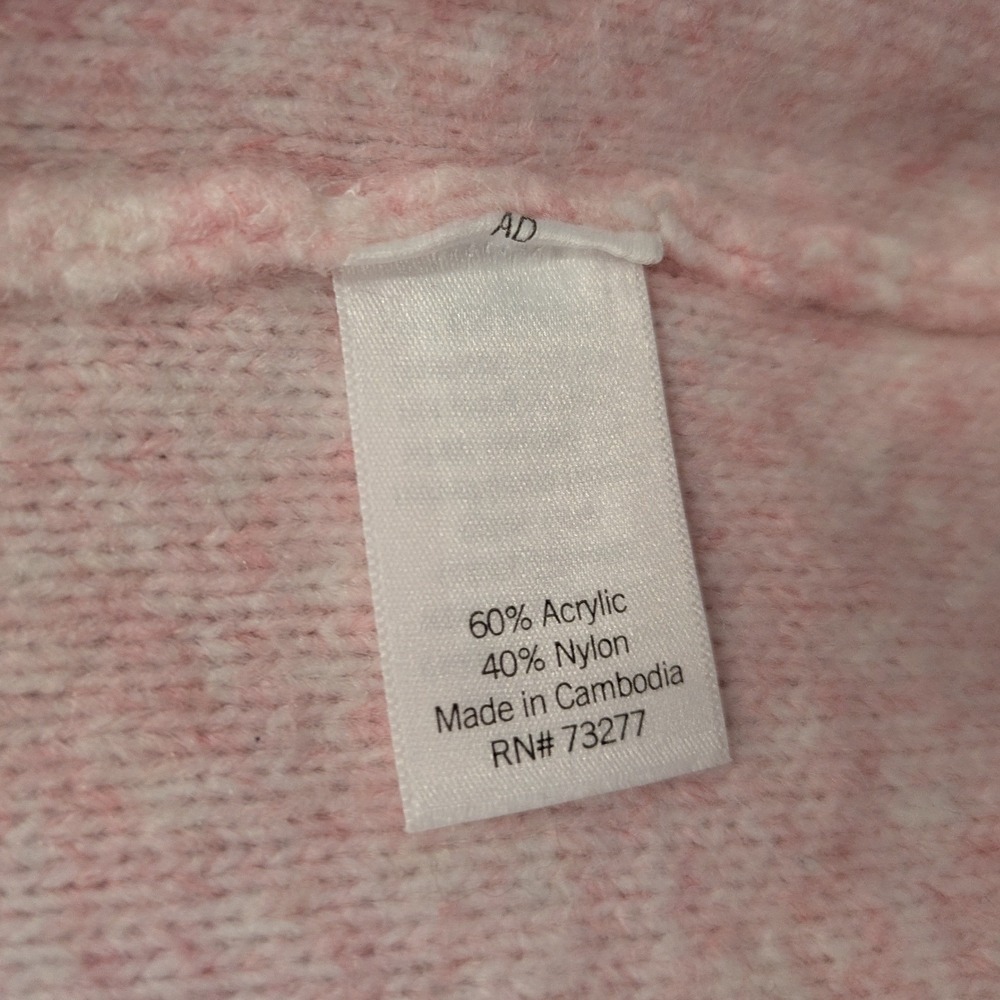 AD
60% Acrylic
40% Nylon
Made in Cambodia
RN# 73277